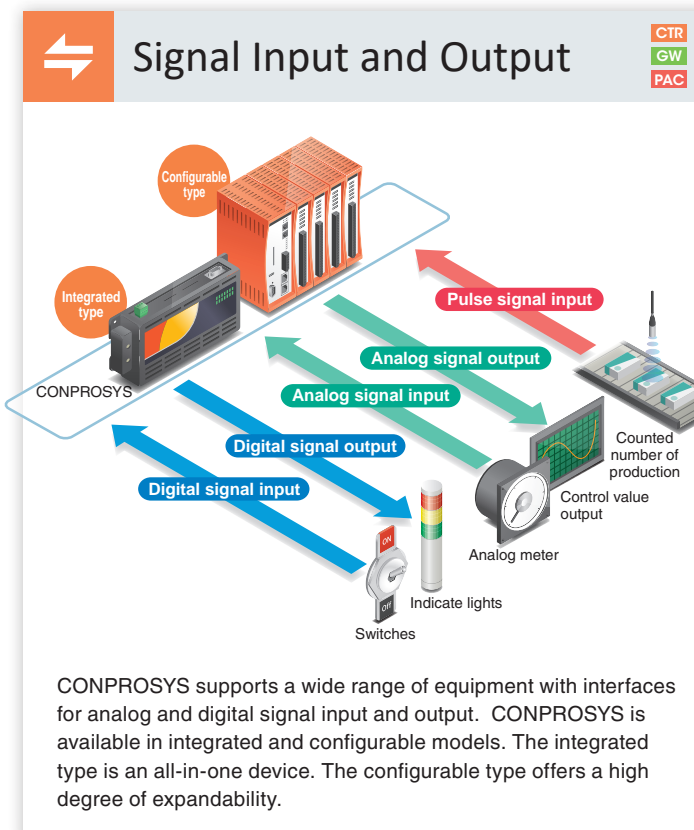 Signal Input and Output
CTR
GW
PAC
Configurable
type
Integrated
type
CONPROSYS
Pulse signal input
Analog signal output
Analog signal input
Digital signal output
Digital signal input
Counted
number of
production
Control value
output
Analog meter
ON
Off
Indicate lights
Switches
CONPROSYS supports a wide range of equipment with interfaces
for analog and digital signal input and output.  CONPROSYS is
available in integrated and configurable models. The integrated
type is an all-in-one device. The configurable type offers a high
degree of expandability.